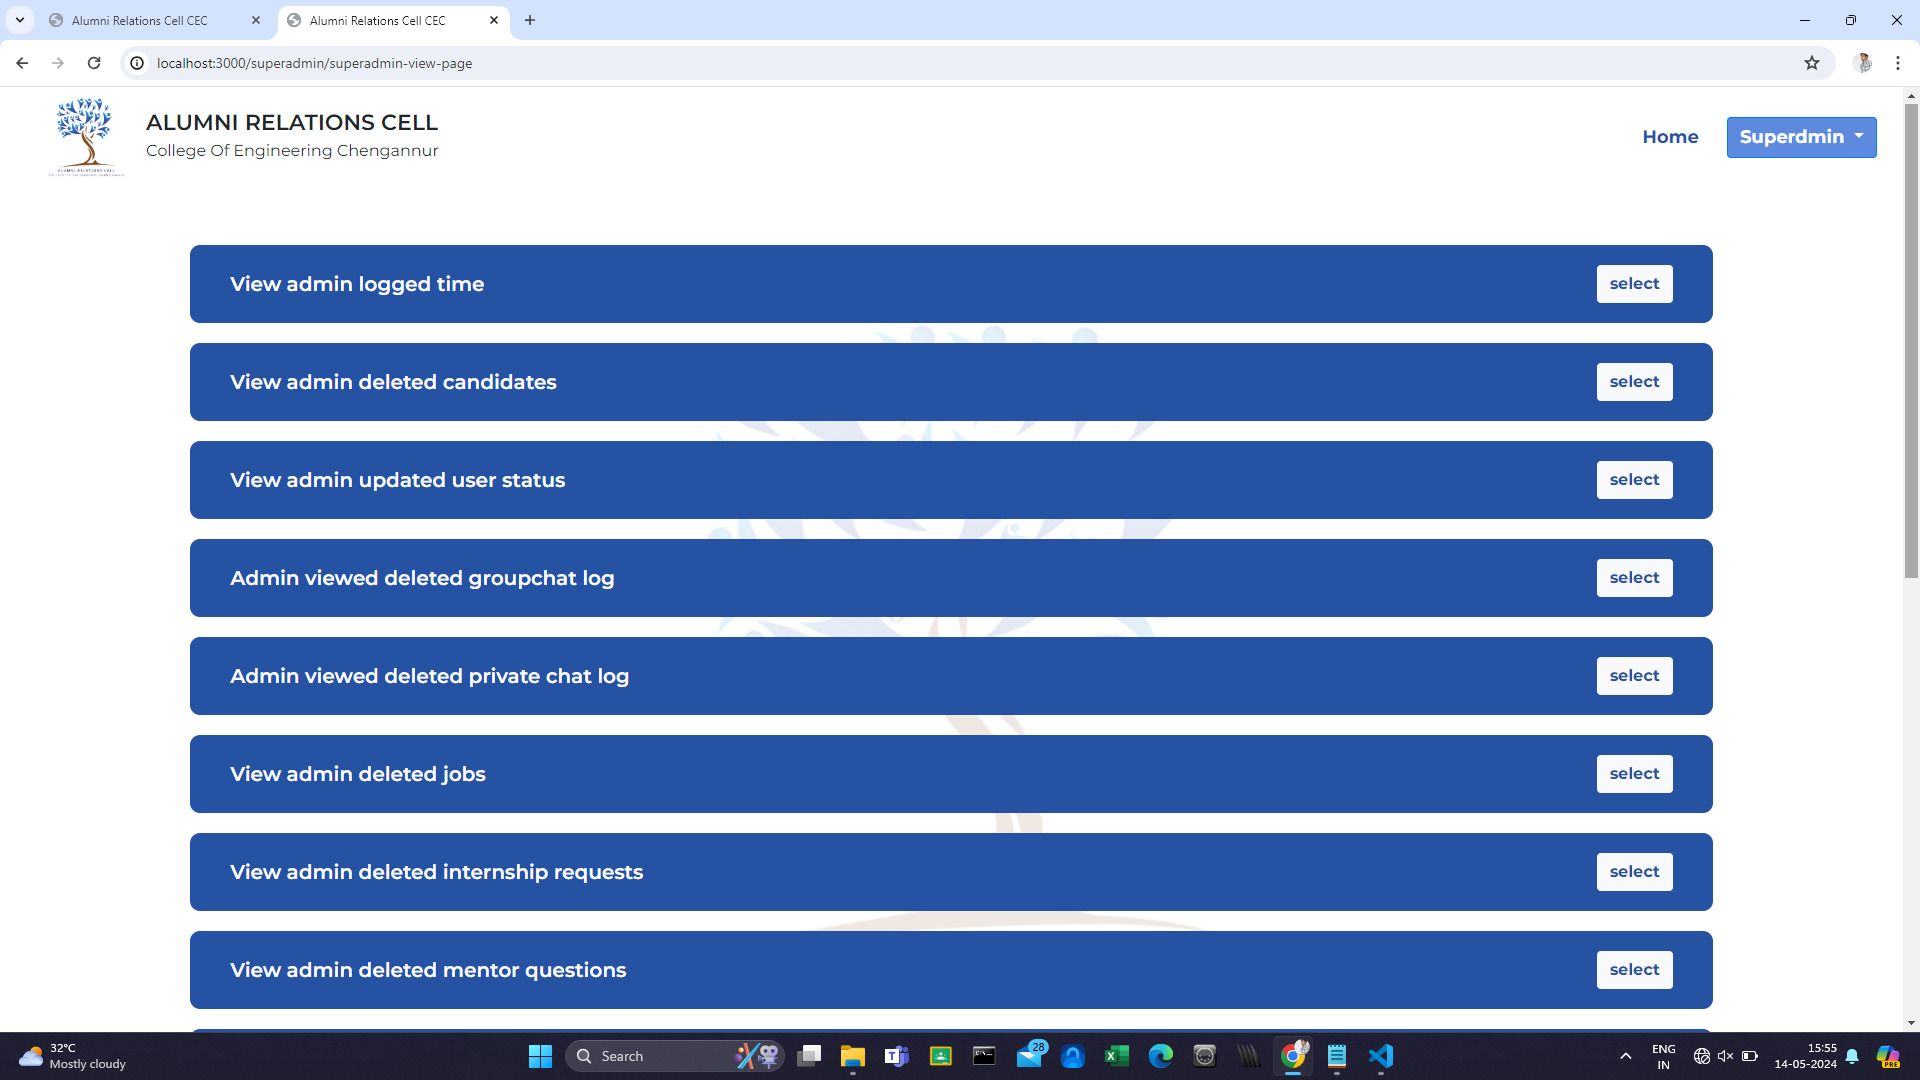 Alumni Relations Cell CEC
Alumni Relations Cell CEC
localhost:3000/superadmin/superadmin-view-page
ALUMNI RELATIONS CELL
College Of Engineering Chengannur
Home
Superdmin
ALUMNI RELATIONS CELL
View admin logged time
select
View admin deleted candidates
select
View admin updated user status
select
Admin viewed deleted groupchat log
select
Admin viewed deleted private chat log
select
View admin deleted jobs
select
View admin deleted internship requests
select
View admin deleted mentor questions
select
32°C
Mostly cloudy
Search
28
ENG
IN
15:55
14-05-2024
PRE